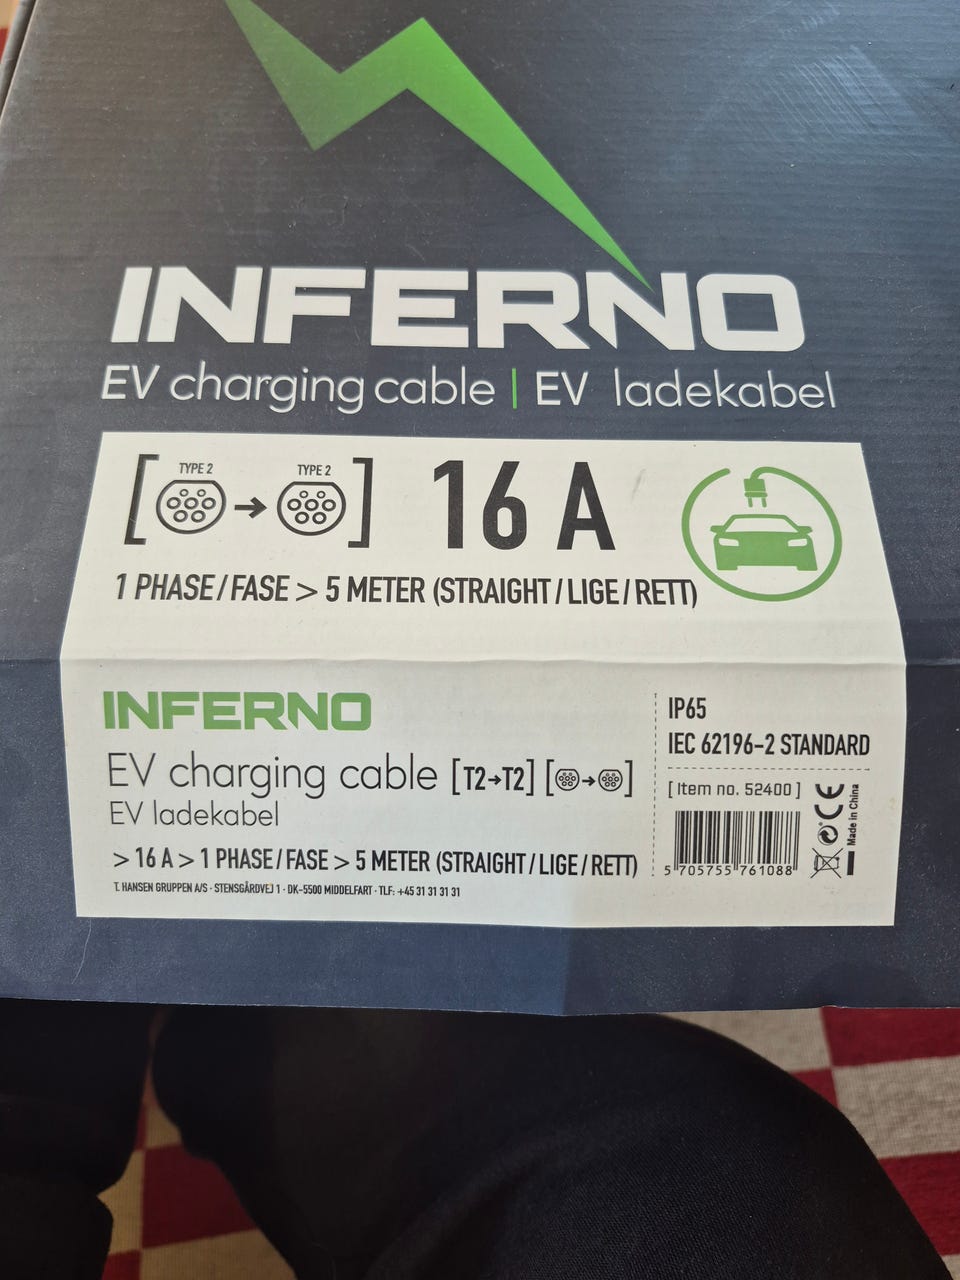 INFERNO
EV charging cable | EV ladekabel
TYPE 2 TYPE 2
16 A
1 PHASE/FASE > 5 METER (STRAIGHT/LIGE/RETT)
INFERNO
EV charging cable [T2→T2]
EV ladekabel
> 16 A > 1 PHASE/FASE > 5 METER (STRAIGHT/LIGE/RETT)
T. HANSEN GRUPPEN A/S · STENSGÅRDVEJ 1 · DK-5500 MIDDELFART · TLF: +45 31 31 31 31
IP65
IEC 62196-2 STANDARD
[Item no. 52400]
5 705755 761088
CE
Made in China